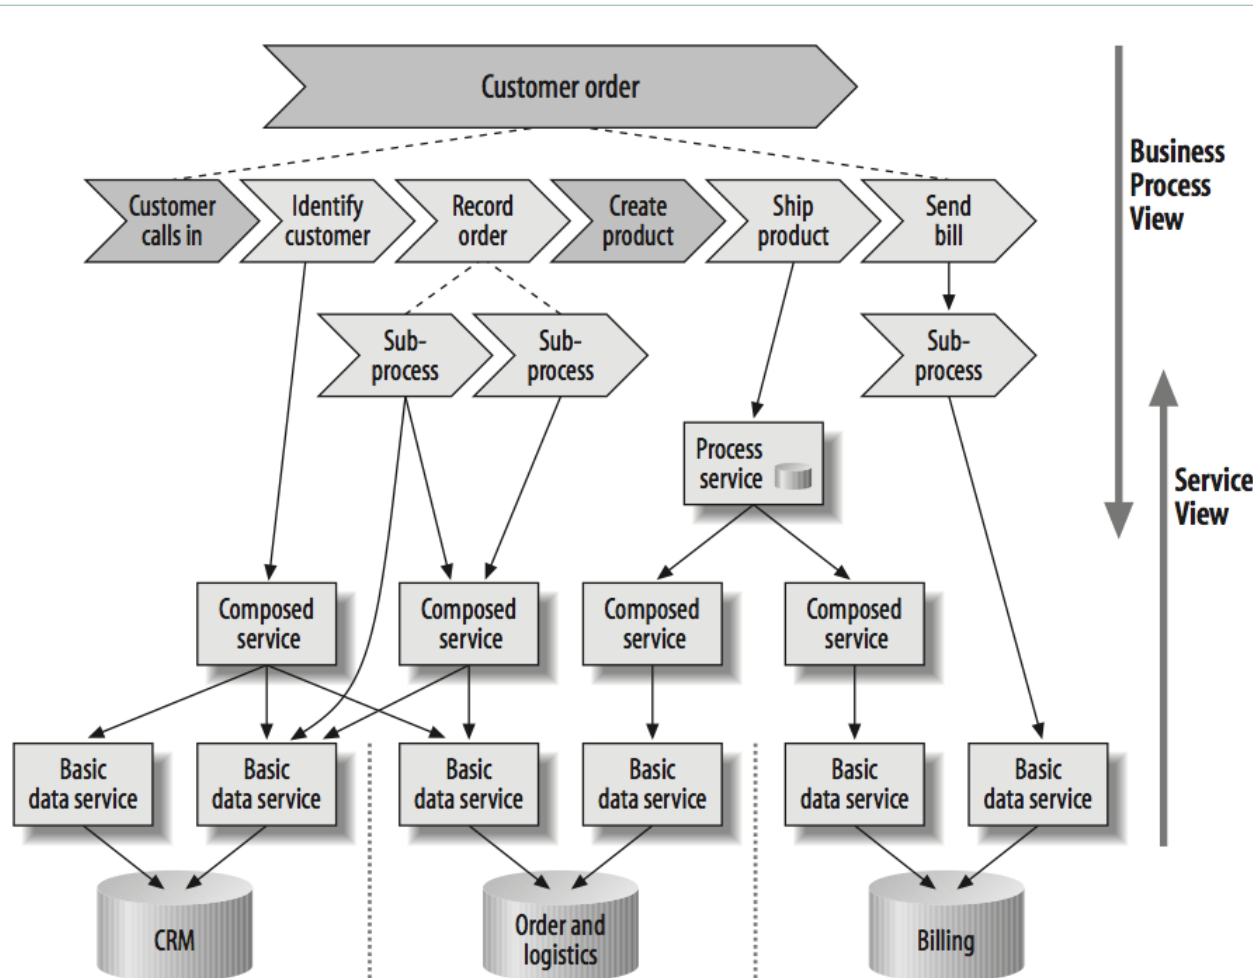 Customer order
Business
Process
View
Customer
calls in
Identify
customer
Record
order
Create
product
Ship
product
Send
bill
Sub-
process
Sub-
process
Sub-
process
Process
service
Service
View
Composed
service
Composed
service
Composed
service
Composed
service
Basic
data service
Basic
data service
Basic
data service
Basic
data service
Basic
data service
Basic
data service
CRM
Order and
logistics
Billing